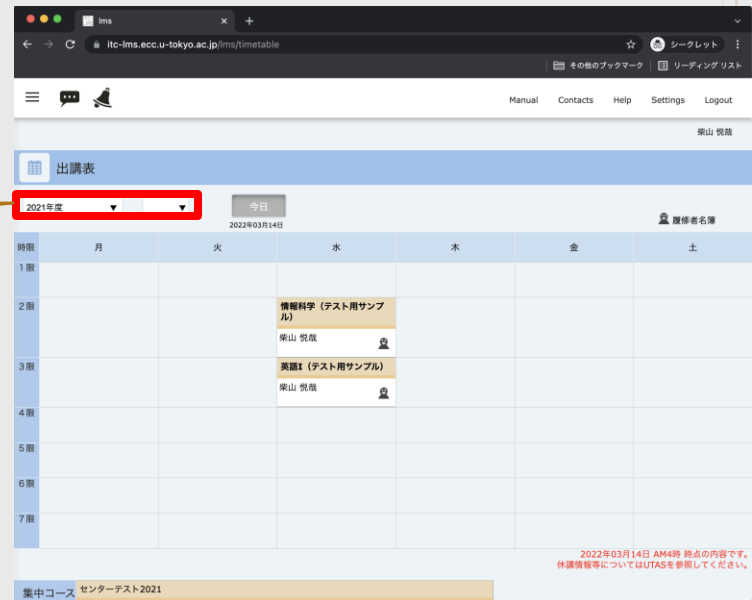 lms
itc-lms.ecc.u-tokyo.ac.jp/lms/timetable
シークレット
その他のブックマーク
リーディング リスト
Manual Contacts Help Settings Logout
柴山 悦哉
出講表
2021年度
今日
2022年03月14日
履修者名簿
時限 月 火 水 木 金 土
1限
2限
情報科学（テスト用サンプ
ル）
柴山 悦哉
3限
英語I（テスト用サンプル）
柴山 悦哉
4限
5限
6限
7限
2022年03月14日 AM4時 時点の内容です。
休講情報等についてはUTASを参照してください。
集中コース
センターテスト2021